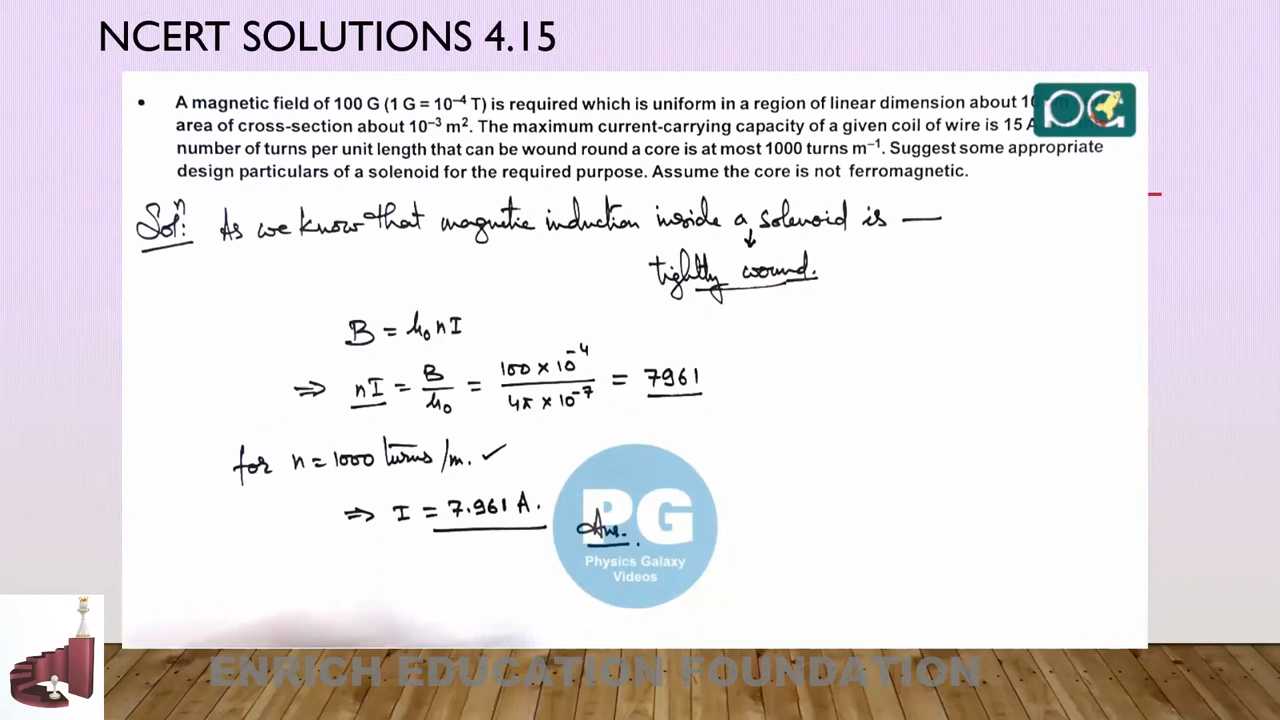 NCERT SOLUTIONS 4.15
• A magnetic field of 100 G (1 G = 10⁻⁴ T) is required which is uniform in a region of linear dimension about 10
area of cross-section about 10⁻³ m². The maximum current-carrying capacity of a given coil of wire is 15 A
number of turns per unit length that can be wound round a core is at most 1000 turns m⁻¹. Suggest some appropriate
design particulars of a solenoid for the required purpose. Assume the core is not ferromagnetic.
PG
Solⁿ: As we know that magnetic induction inside a solenoid is —
↓
tightly wound.
B = μ₀ n I
⇒ nI = B/μ₀ = 100 × 10⁻⁴ / 4π × 10⁻⁷ = 7961
for n = 1000 turns/m. ✓
⇒ I = 7.961 A. Ans.
PG
Physics Galaxy
Videos
ENRICH EDUCATION FOUNDATION